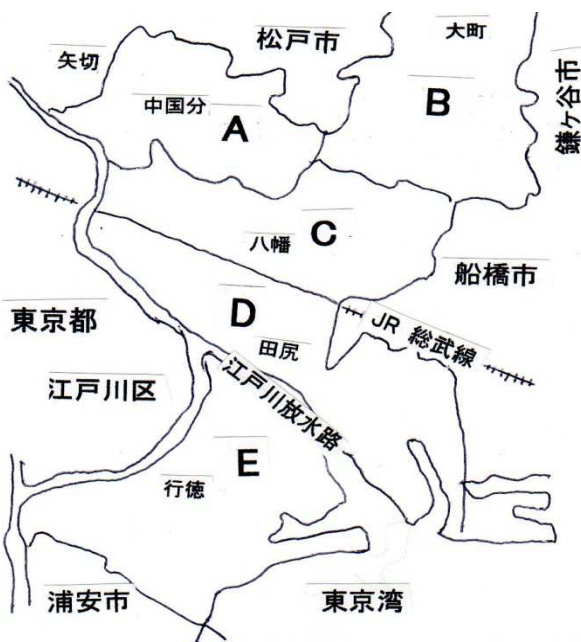 松戸市
大町
矢切
鎌ヶ谷市
中国分
A
B
八幡
C
船橋市
東京都
D
JR 総武線
田尻
江戸川区
江戸川放水路
E
行徳
浦安市
東京湾